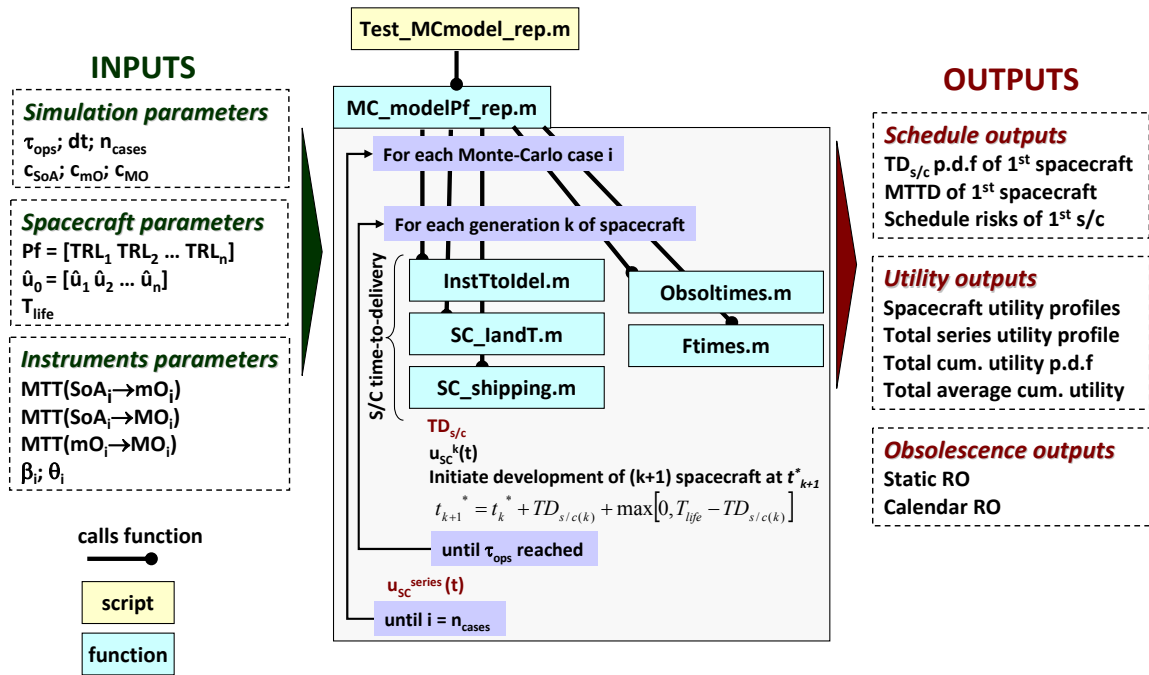 Test_MCmodel_rep.m
INPUTS
Simulation parameters
τops; dt; ncases
cSoA; cmO; cMO
Spacecraft parameters
Pf = [TRL1 TRL2 ... TRLn]
û0 = [û1 û2 ... ûn]
Tlife
Instruments parameters
MTT(SoAi→mOi)
MTT(SoAi→MOi)
MTT(mOi→MOi)
βi; θi
calls function
script
function
MC_modelPf_rep.m
For each Monte-Carlo case i
For each generation k of spacecraft
S/C time-to-delivery
InstTtoIdel.m
SC_IandT.m
SC_shipping.m
Obsoltimes.m
Ftimes.m
TDs/c
uSCk(t)
Initiate development of (k+1) spacecraft at t*k+1
tk+1* = tk* + TDs/c(k) + max[0, Tlife − TDs/c(k)]
until τops reached
uSCseries (t)
until i = ncases
OUTPUTS
Schedule outputs
TDs/c p.d.f of 1st spacecraft
MTTD of 1st spacecraft
Schedule risks of 1st s/c
Utility outputs
Spacecraft utility profiles
Total series utility profile
Total cum. utility p.d.f
Total average cum. utility
Obsolescence outputs
Static RO
Calendar RO